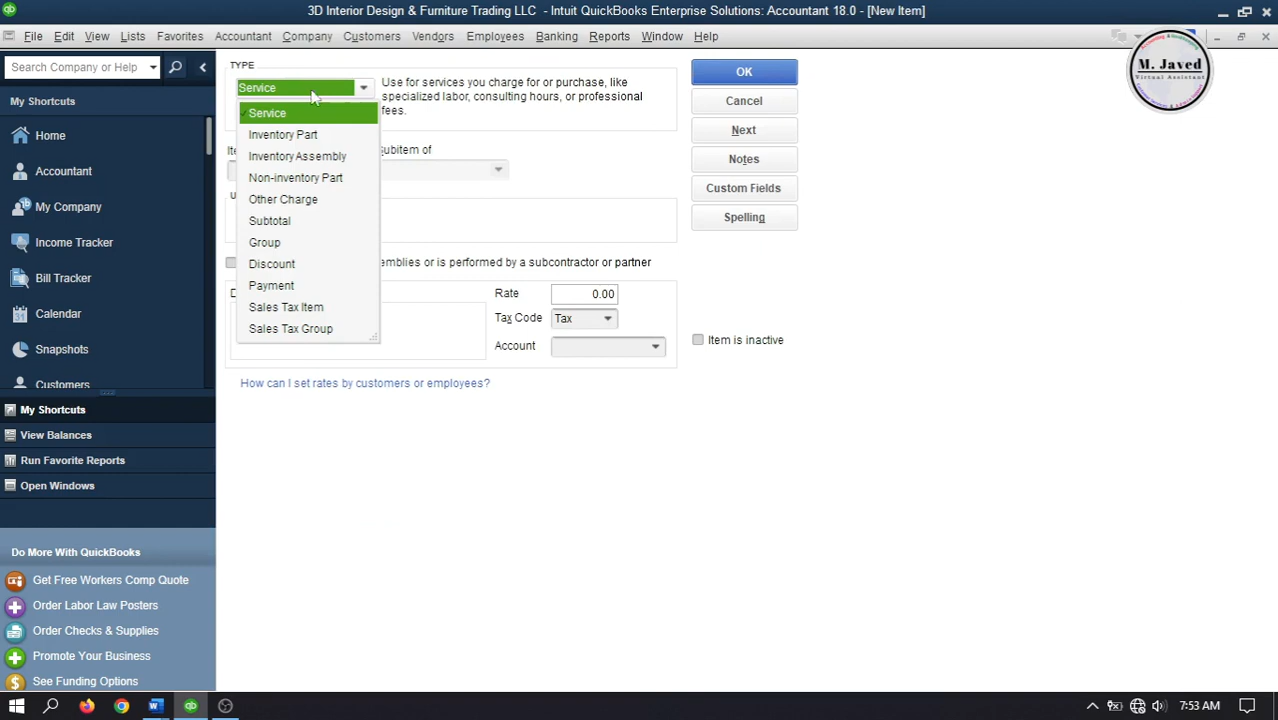 3D Interior Design & Furniture Trading LLC - Intuit QuickBooks Enterprise Solutions: Accountant 18.0 - [New Item]
File Edit View Lists Favorites Accountant Company Customers Vendors Employees Banking Reports Window Help
Search Company or Help
My Shortcuts
Home
Accountant
My Company
Income Tracker
Bill Tracker
Calendar
Snapshots
Customers
My Shortcuts
View Balances
Run Favorite Reports
Open Windows
Do More With QuickBooks
Get Free Workers Comp Quote
Order Labor Law Posters
Order Checks & Supplies
Promote Your Business
See Funding Options
TYPE
Service
Use for services you charge for or purchase, like
specialized labor, consulting hours, or professional
fees.
Service
Inventory Part
Inventory Assembly
Non-inventory Part
Other Charge
Subtotal
Group
Discount
Payment
Sales Tax Item
Sales Tax Group
Subitem of
emblies or is performed by a subcontractor or partner
Rate 0.00
Tax Code Tax
Account
How can I set rates by customers or employees?
OK
Cancel
Next
Notes
Custom Fields
Spelling
Item is inactive
M. Javed
Virtual Assistant
7:53 AM